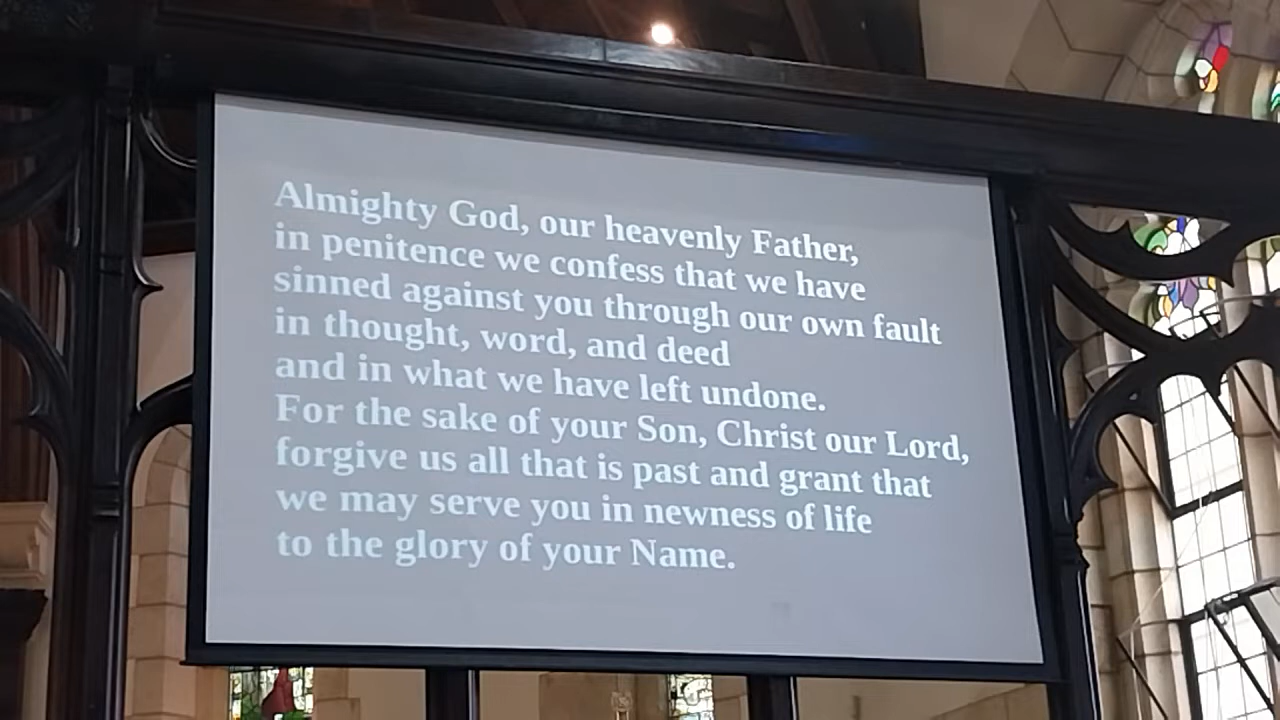 Almighty God, our heavenly Father,
in penitence we confess that we have
sinned against you through our own fault
in thought, word, and deed
and in what we have left undone.
For the sake of your Son, Christ our Lord,
forgive us all that is past and grant that
we may serve you in newness of life
to the glory of your Name.